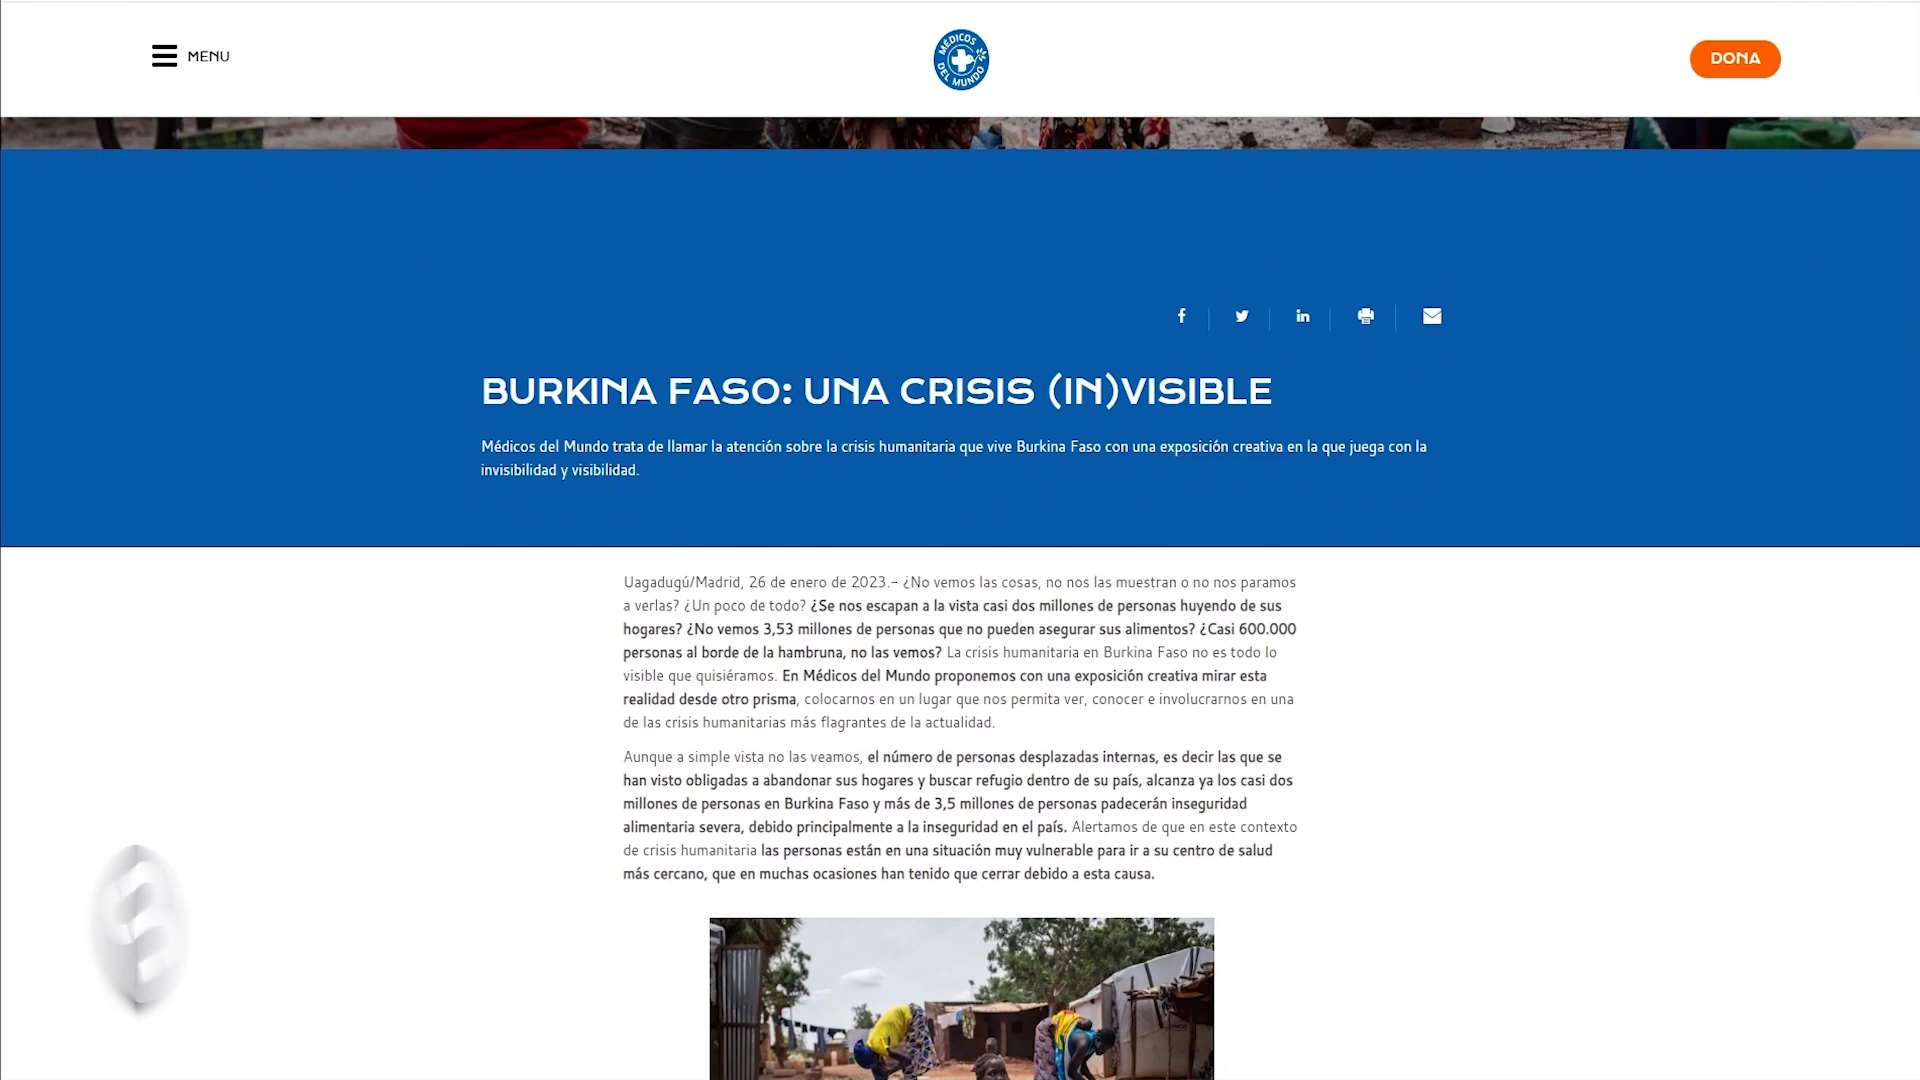 MENU
MÉDICOS
DEL MUNDO
DONA
BURKINA FASO: UNA CRISIS (IN)VISIBLE
Médicos del Mundo trata de llamar la atención sobre la crisis humanitaria que vive Burkina Faso con una exposición creativa en la que juega con la
invisibilidad y visibilidad.
Uagadugú/Madrid, 26 de enero de 2023.- ¿No vemos las cosas, no nos las muestran o no nos paramos
a verlas? ¿Un poco de todo? ¿Se nos escapan a la vista casi dos millones de personas huyendo de sus
hogares? ¿No vemos 3,53 millones de personas que no pueden asegurar sus alimentos? ¿Casi 600.000
personas al borde de la hambruna, no las vemos? La crisis humanitaria en Burkina Faso no es todo lo
visible que quisiéramos. En Médicos del Mundo proponemos con una exposición creativa mirar esta
realidad desde otro prisma, colocarnos en un lugar que nos permita ver, conocer e involucrarnos en una
de las crisis humanitarias más flagrantes de la actualidad.
Aunque a simple vista no las veamos, el número de personas desplazadas internas, es decir las que se
han visto obligadas a abandonar sus hogares y buscar refugio dentro de su país, alcanza ya los casi dos
millones de personas en Burkina Faso y más de 3,5 millones de personas padecerán inseguridad
alimentaria severa, debido principalmente a la inseguridad en el país. Alertamos de que en este contexto
de crisis humanitaria las personas están en una situación muy vulnerable para ir a su centro de salud
más cercano, que en muchas ocasiones han tenido que cerrar debido a esta causa.